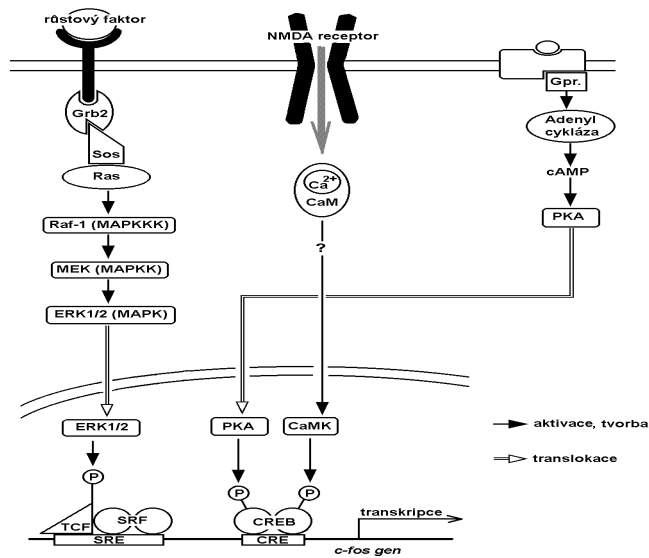 růstový faktor
NMDA receptor
Gpr.
Grb2
Adenyl
cykláza
Sos
cAMP
Ras
Ca2+
CaM
PKA
Raf-1 (MAPKKK)
?
MEK (MAPKK)
ERK1/2 (MAPK)
ERK1/2
PKA
CaMK
aktivace, tvorba
translokace
P
P
P
TCF
SRF
CREB
transkripce
SRE
CRE
c-fos gen